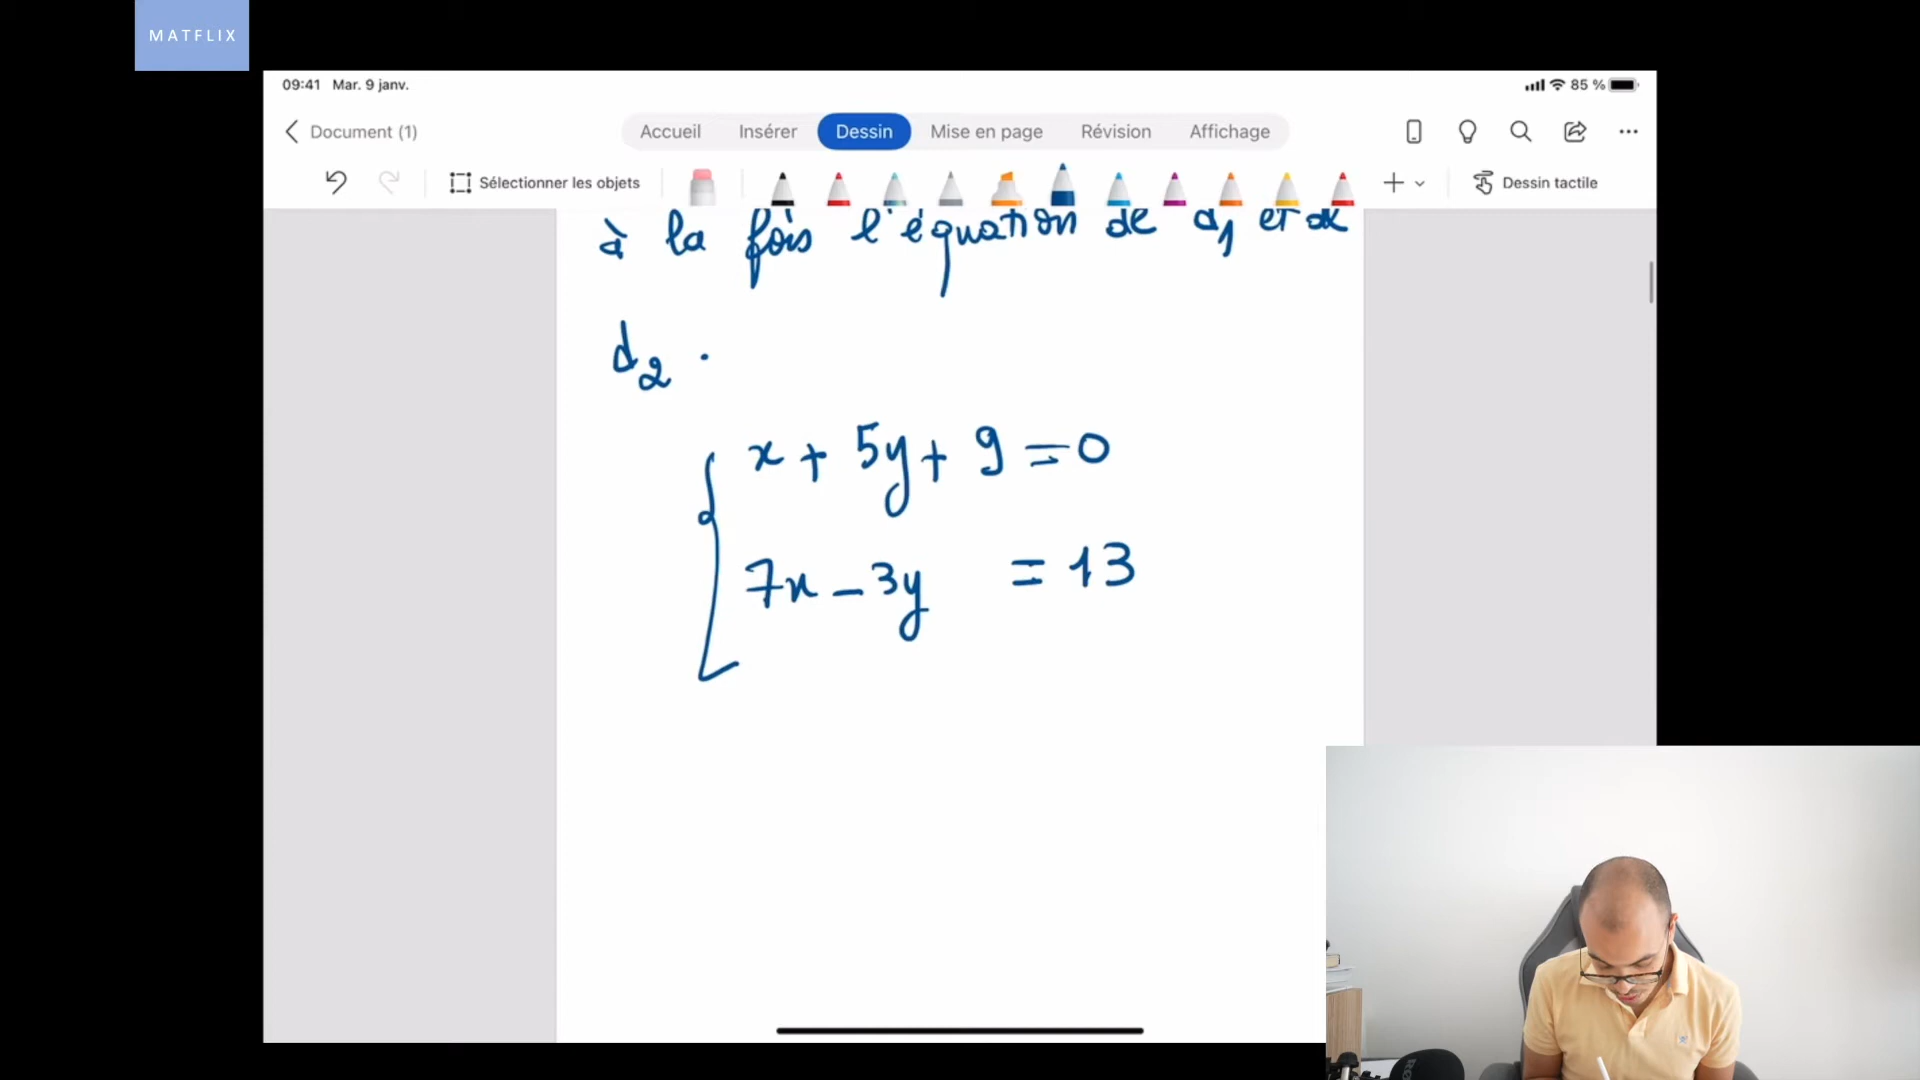 MATFLIX
09:41 Mar. 9 janv.
85 %
Document (1)
Accueil Insérer Dessin Mise en page Révision Affichage
Sélectionner les objets
Dessin tactile
à la fois l'équation de d1 et de
d2 .
x + 5y + 9 = 0
7x - 3y = 13